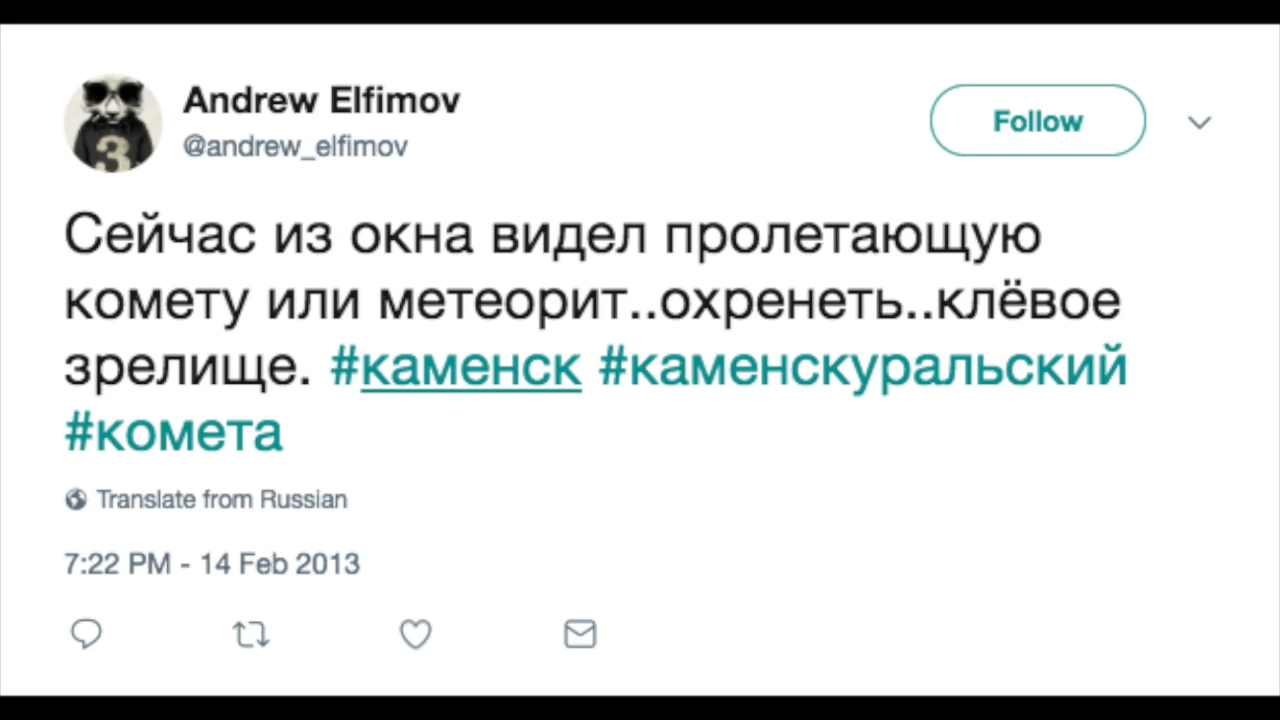 Andrew Elfimov
@andrew_elfimov
Follow
Сейчас из окна видел пролетающую
комету или метеорит..охренеть..клёвое
зрелище. #каменск #каменскуральский
#комета
Translate from Russian
7:22 PM - 14 Feb 2013
3